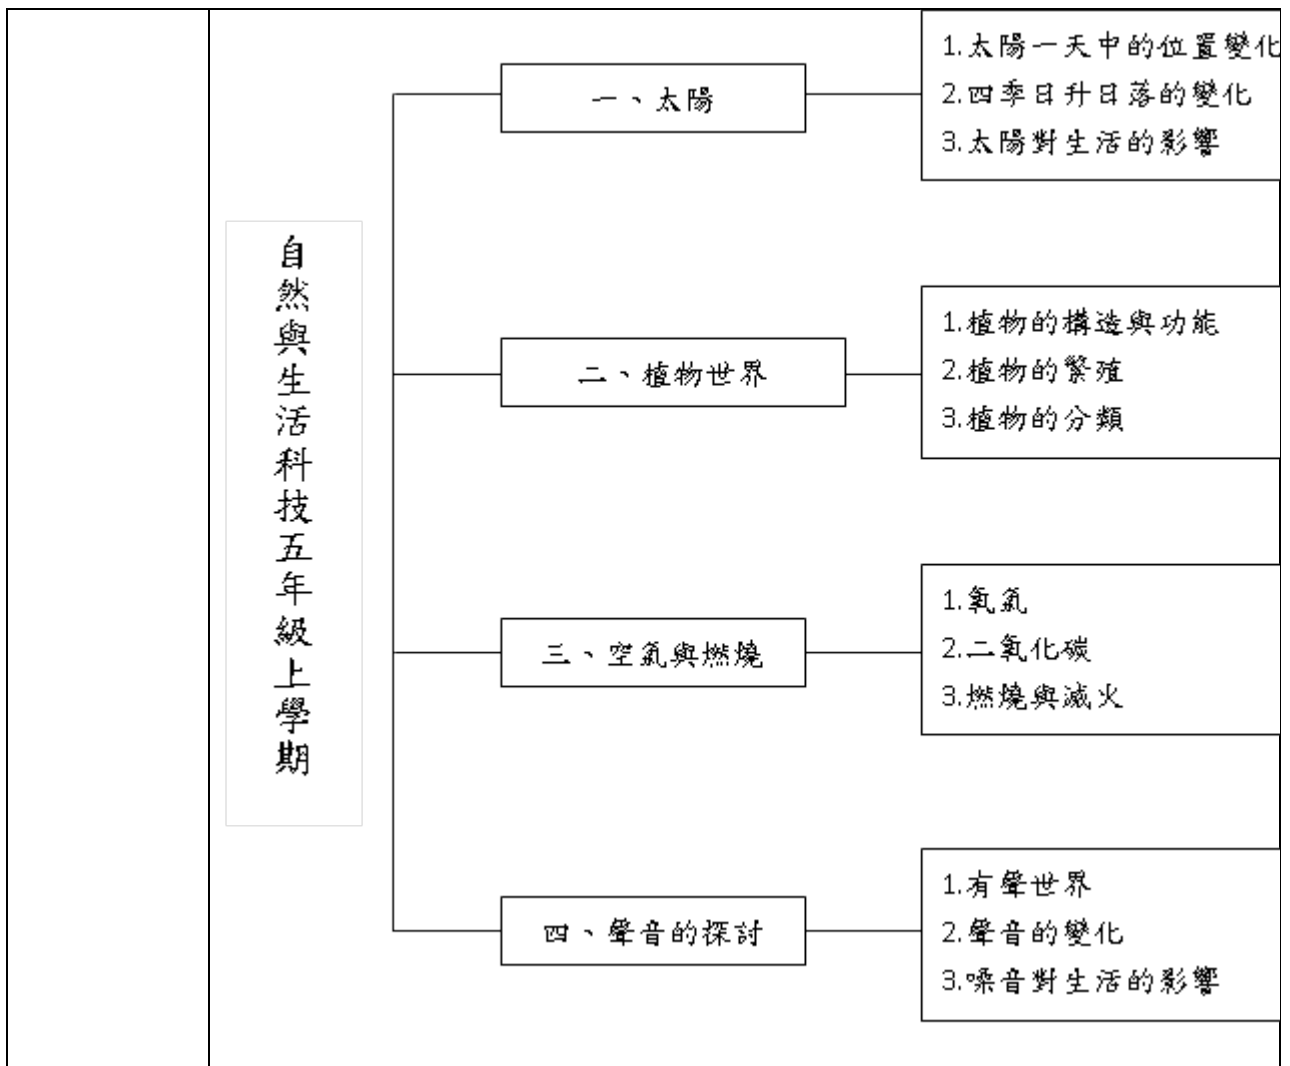 自然與生活科技五年級上學期
一、太陽
1.太陽一天中的位置變化
2.四季日升日落的變化
3.太陽對生活的影響
二、植物世界
1.植物的構造與功能
2.植物的繁殖
3.植物的分類
三、空氣與燃燒
1.氧氣
2.二氧化碳
3.燃燒與滅火
四、聲音的探討
1.有聲世界
2.聲音的變化
3.噪音對生活的影響